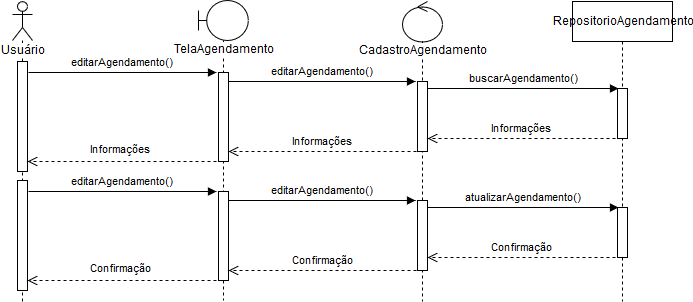 RepositorioAgendamento
Usuário
TelaAgendamento
CadastroAgendamento
editarAgendamento()
editarAgendamento()
buscarAgendamento()
Informações
Informações
Informações
editarAgendamento()
editarAgendamento()
atualizarAgendamento()
Confirmação
Confirmação
Confirmação